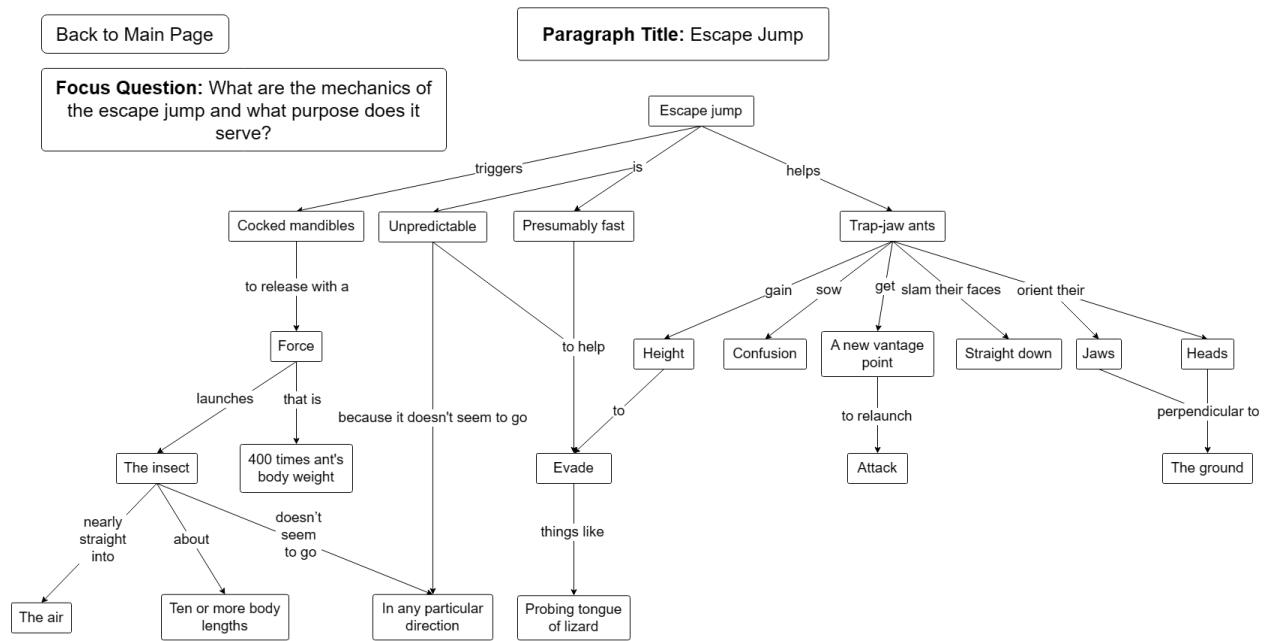 Back to Main Page
Paragraph Title: Escape Jump
Focus Question: What are the mechanics of
the escape jump and what purpose does it
serve?
Escape jump
triggers
is
helps
Cocked mandibles
Unpredictable
Presumably fast
Trap-jaw ants
to release with a
gain
sow
get
slam their faces
orient their
Force
to help
Height
Confusion
A new vantage
point
Straight down
Jaws
Heads
launches
that is
because it doesn't seem to go
to
to relaunch
perpendicular to
The insect
400 times ant's
body weight
Evade
Attack
The ground
nearly
straight
into
about
doesn't
seem
to go
things like
The air
Ten or more body
lengths
In any particular
direction
Probing tongue
of lizard